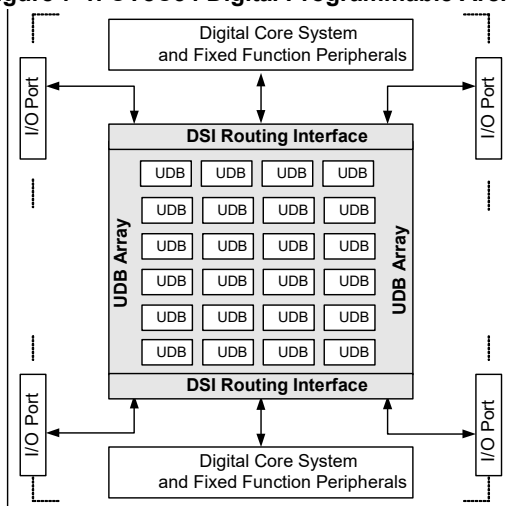 Digital Core System
and Fixed Function Peripherals
I/O Port
I/O Port
DSI Routing Interface
UDB UDB UDB UDB
UDB UDB UDB UDB
UDB UDB UDB UDB
UDB UDB UDB UDB
UDB UDB UDB UDB
UDB UDB UDB UDB
UDB Array
UDB Array
DSI Routing Interface
I/O Port
I/O Port
Digital Core System
and Fixed Function Peripherals